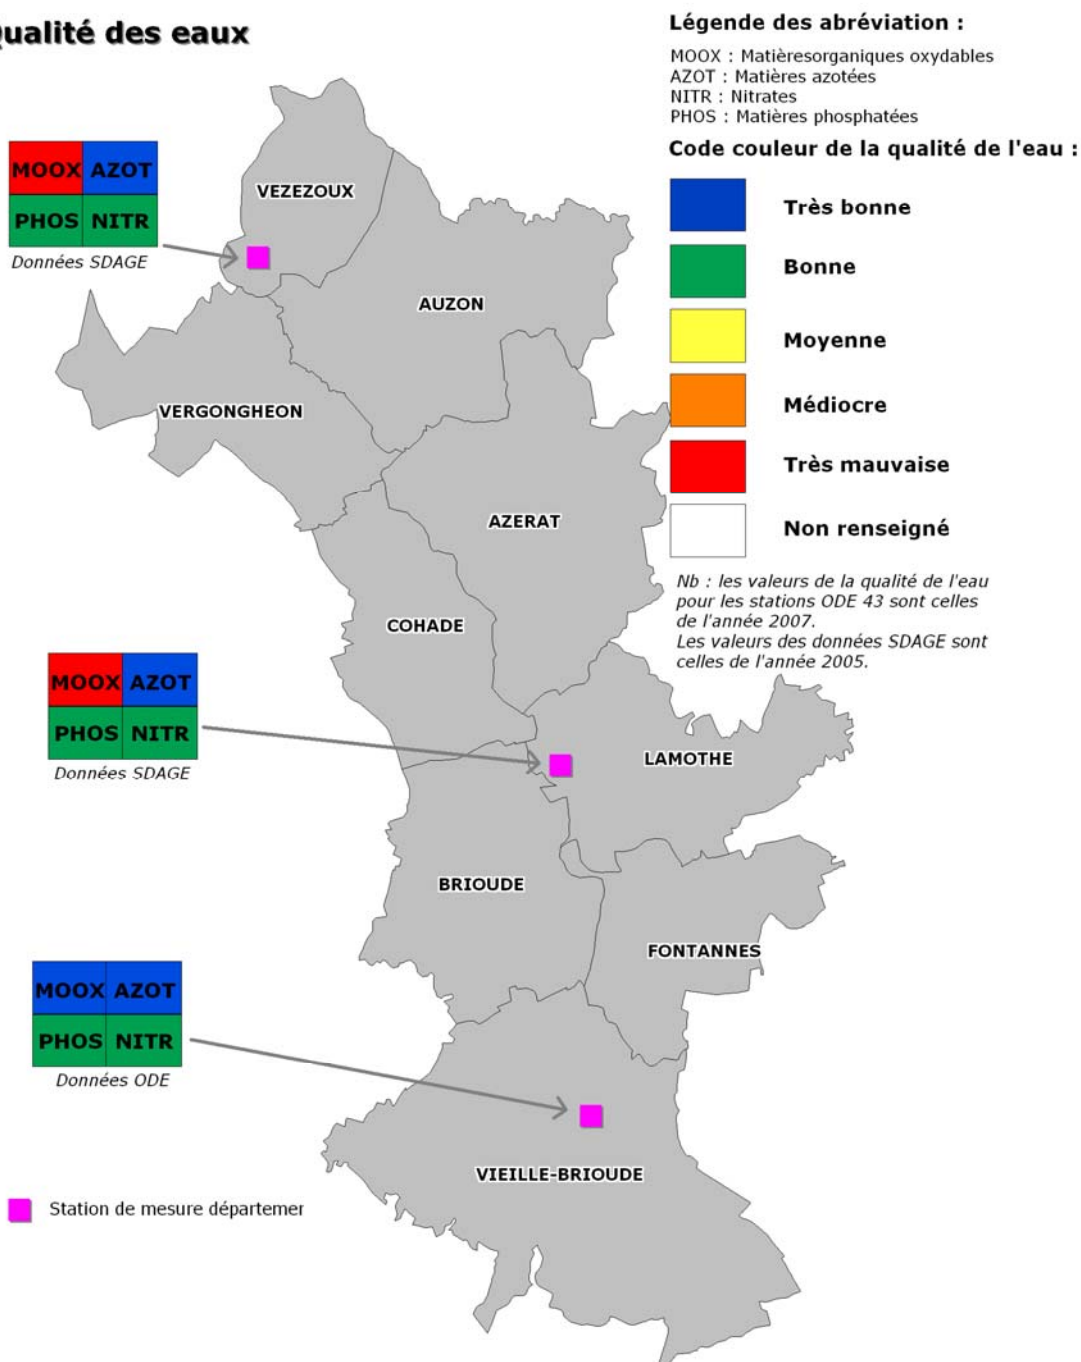 ualité des eaux
Légende des abréviation :
MOOX : Matièresorganiques oxydables
AZOT : Matières azotées
NITR : Nitrates
PHOS : Matières phosphatées
Code couleur de la qualité de l'eau :
Très bonne
Bonne
Moyenne
Médiocre
Très mauvaise
Non renseigné
Nb : les valeurs de la qualité de l'eau
pour les stations ODE 43 sont celles
de l'année 2007.
Les valeurs des données SDAGE sont
celles de l'année 2005.
MOOX AZOT
PHOS NITR
Données SDAGE
VEZEZOUX
AUZON
VERGONGHEON
AZERAT
COHADE
MOOX AZOT
PHOS NITR
Données SDAGE
LAMOTHE
BRIOUDE
FONTANNES
MOOX AZOT
PHOS NITR
Données ODE
VIEILLE-BRIOUDE
Station de mesure départemer